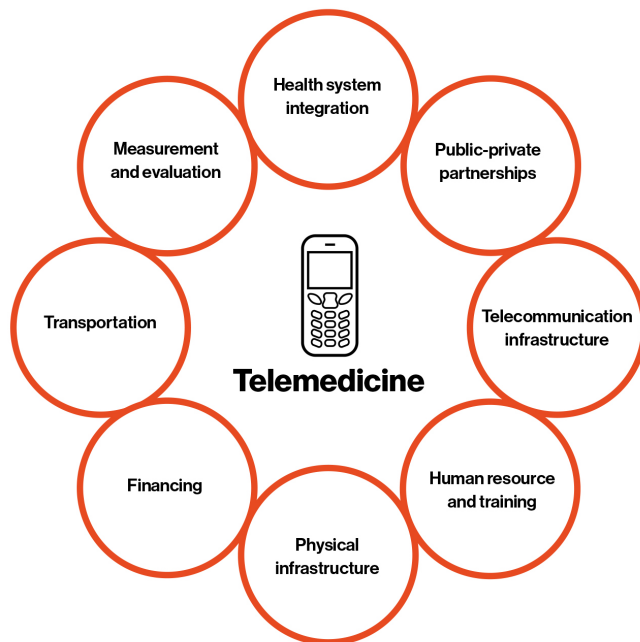 Health system
integration
Public-private
partnerships
Telecommunication
infrastructure
Human resource
and training
Physical
infrastructure
Financing
Transportation
Measurement
and evaluation
Telemedicine